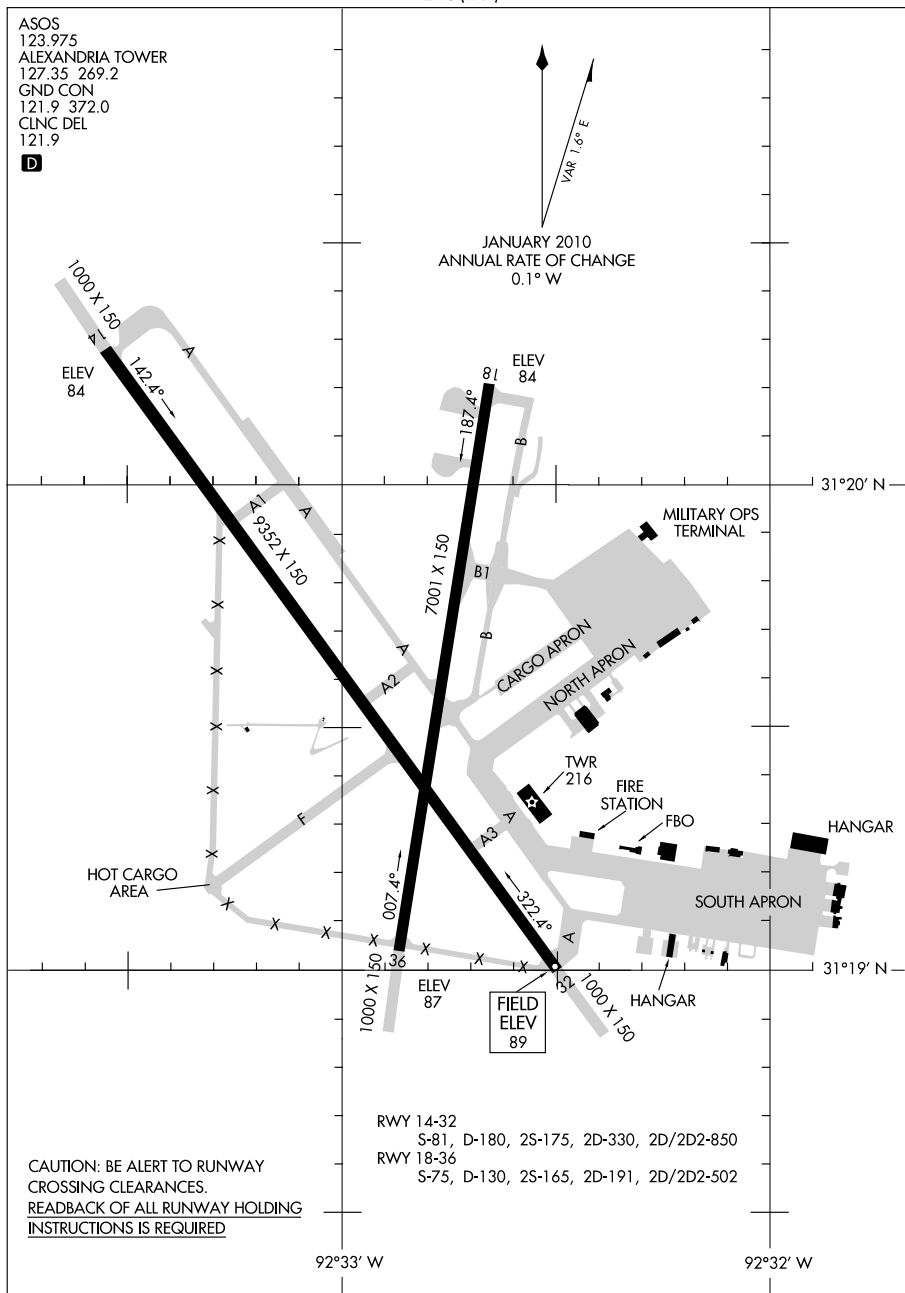 ASOS
123.975
ALEXANDRIA TOWER
127.35 269.2
GND CON
121.9 372.0
CLNC DEL
121.9
D
VAR 1.6° E
JANUARY 2010
ANNUAL RATE OF CHANGE
0.1° W
1000 X 150
14
ELEV
84
142.4°
A
18
ELEV
84
187.4°
B
31°20' N
A1
A
9352 X 150
X
MILITARY OPS
TERMINAL
7001 X 150
B1
X
B
CARGO APRON
NORTH APRON
A
A2
X
X
TWR
216
FIRE
STATION
FBO
HANGAR
X
F
A
A3
X
HOT CARGO
AREA
007.4°
322.4°
SOUTH APRON
X
X
X
X
X
X
X
A
36
32
31°19' N
1000 X 150
ELEV
87
FIELD
ELEV
89
1000 X 150
HANGAR
RWY 14-32
S-81, D-180, 2S-175, 2D-330, 2D/2D2-850
RWY 18-36
S-75, D-130, 2S-165, 2D-191, 2D/2D2-502
CAUTION: BE ALERT TO RUNWAY
CROSSING CLEARANCES.
READBACK OF ALL RUNWAY HOLDING
INSTRUCTIONS IS REQUIRED
92°33' W
92°32' W